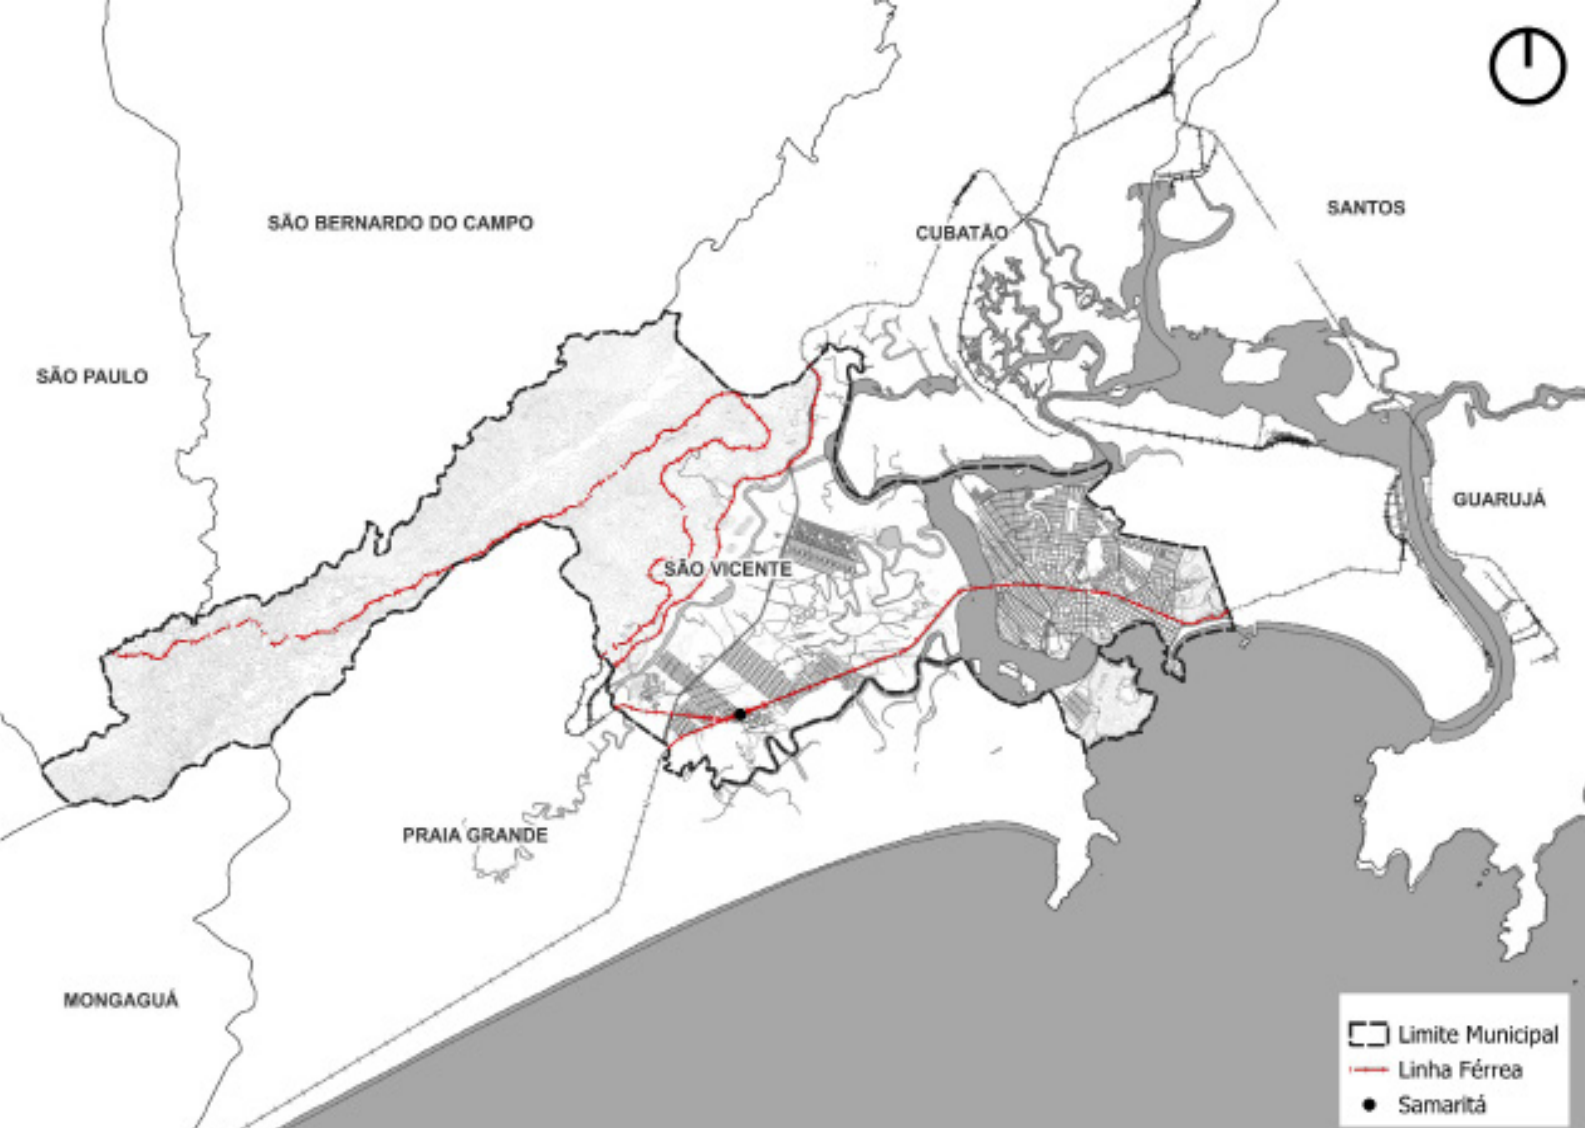 SANTOS
SÃO BERNARDO DO CAMPO
CUBATÃO
SÃO PAULO
GUARUJÁ
SÃO VICENTE
PRAIA GRANDE
MONGAGUÁ
Limite Municipal
Linha Férrea
Samaritá